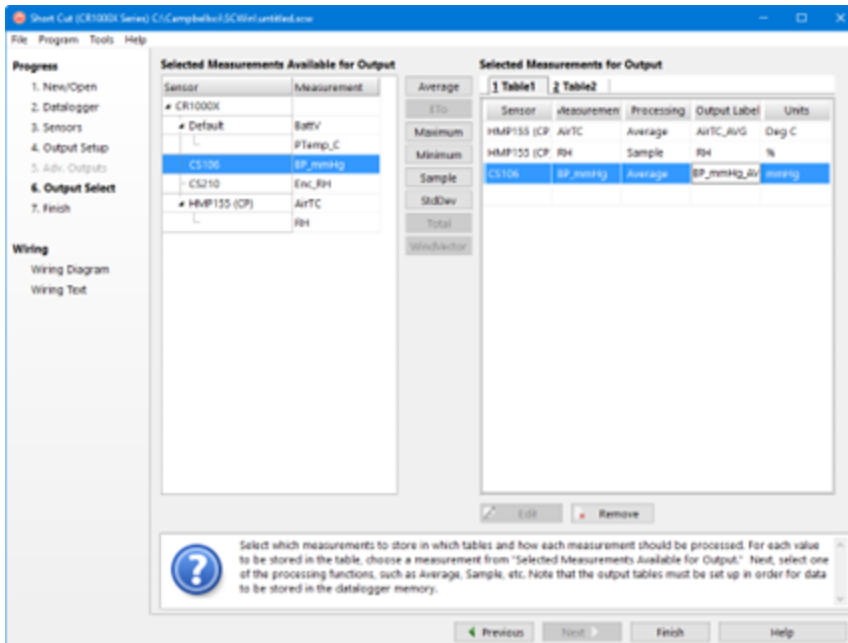 Short Cut (CR1000X Series) C:\Campbellsci\SCWin\untitled.scw
File Program Tools Help
Progress
1. New/Open
2. Datalogger
3. Sensors
4. Output Setup
5. Adv. Outputs
6. Output Select
7. Finish
Wiring
Wiring Diagram
Wiring Text
Selected Measurements Available for Output
Sensor Measurement
CR1000X
Default BattV
PTemp_C
CS106 BP_mmHg
CS210 Enc_RH
HMP155 (CP) AirTC
RH
Average
ETo
Maximum
Minimum
Sample
StdDev
Total
WindVector
Selected Measurements for Output
1 Table1 2 Table2
Sensor Measuremen Processing Output Label Units
HMP155 (CP AirTC Average AirTC_AVG Deg C
HMP155 (CP RH Sample RH %
CS106 BP_mmHg Average BP_mmHg_AV mmHg
Edit Remove
Select which measurements to store in which tables and how each measurement should be processed. For each value
to be stored in the table, choose a measurement from "Selected Measurements Available for Output." Next, select one
of the processing functions, such as Average, Sample, etc. Note that the output tables must be set up in order for data
to be stored in the datalogger memory.
Previous Next Finish Help